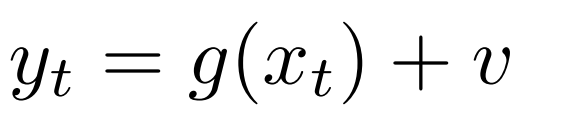 y_t = g(x_t) + v